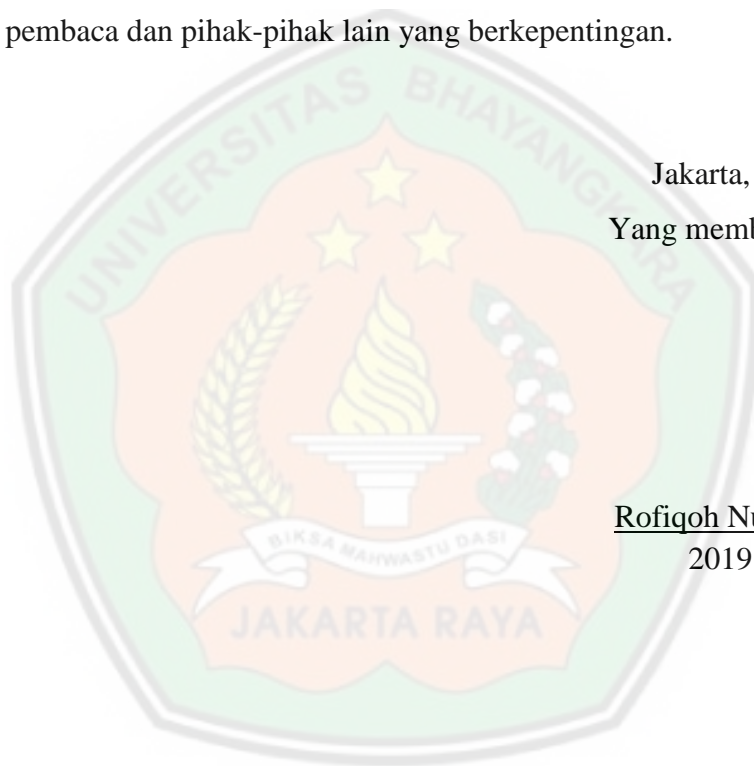 pembaca dan pihak-pihak lain yang berkepentingan.
UNIVERSITAS BHAYANGKARA
Jakarta,
Yang memb
Rofiqoh Nu
2019
BIKSA MAHWASTU DASI
JAKARTA RAYA